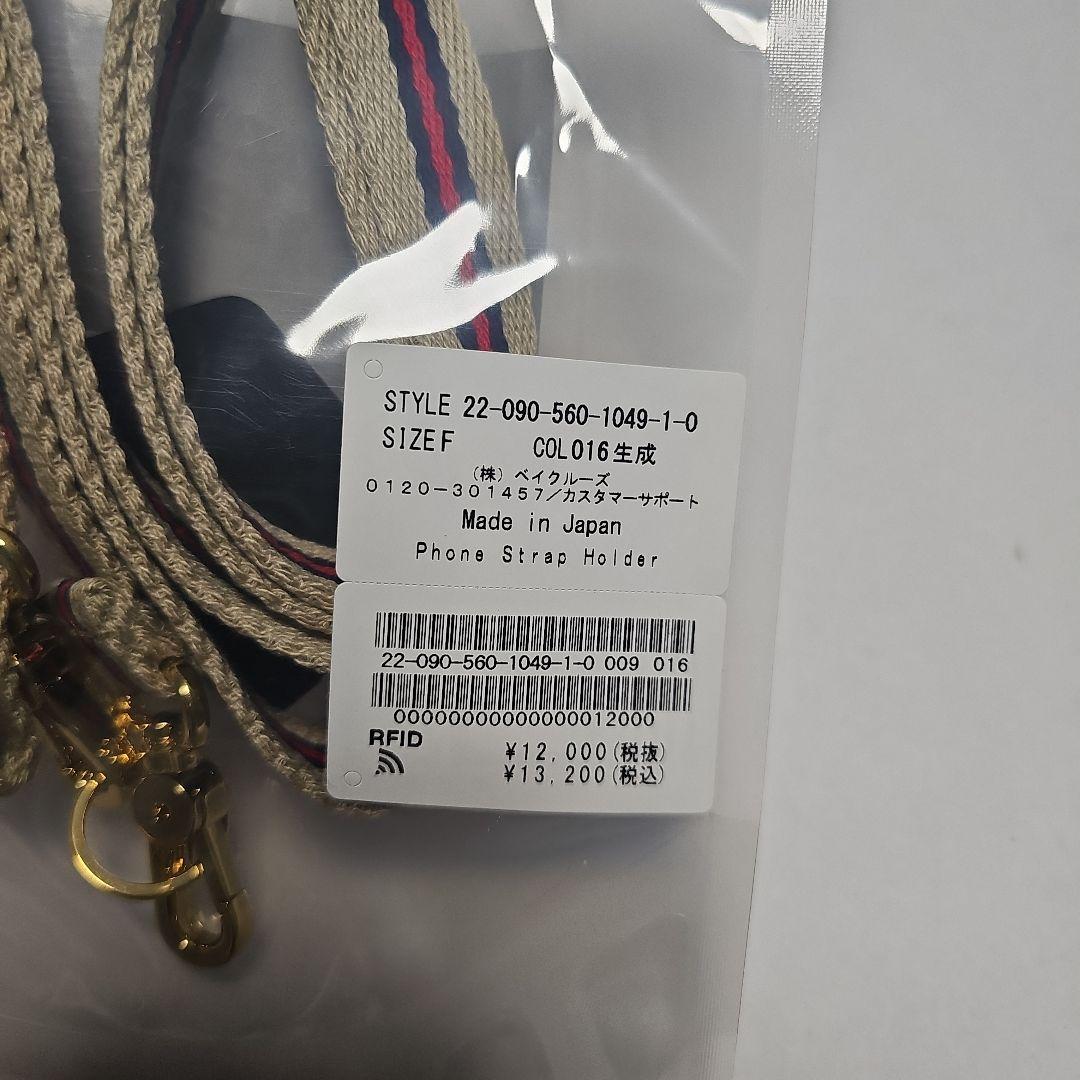 STYLE 22-090-560-1049-1-0
SIZE F COL 016 生成
(株) ベイクルーズ
0120-301457/カスタマーサポート
Made in Japan
Phone Strap Holder
22-090-560-1049-1-0 009 016
00000000000000012000
RFID
¥12,000(税抜)
¥13,200(税込)